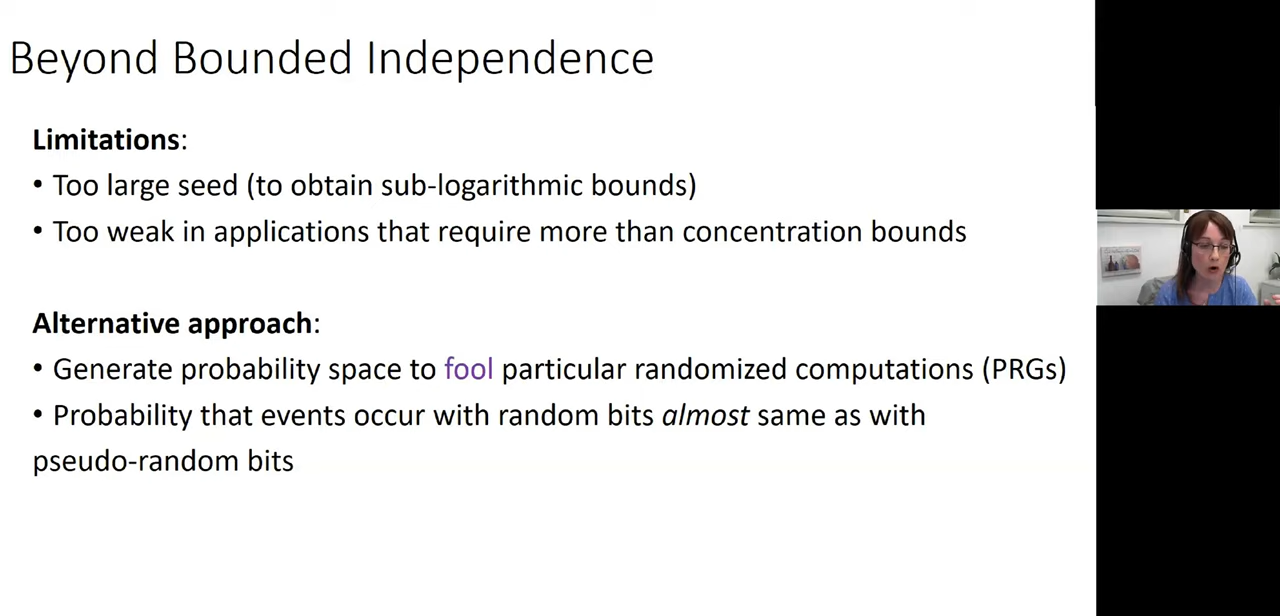 Beyond Bounded Independence
Limitations:
• Too large seed (to obtain sub-logarithmic bounds)
• Too weak in applications that require more than concentration bounds
Alternative approach:
• Generate probability space to fool particular randomized computations (PRGs)
• Probability that events occur with random bits almost same as with
pseudo-random bits